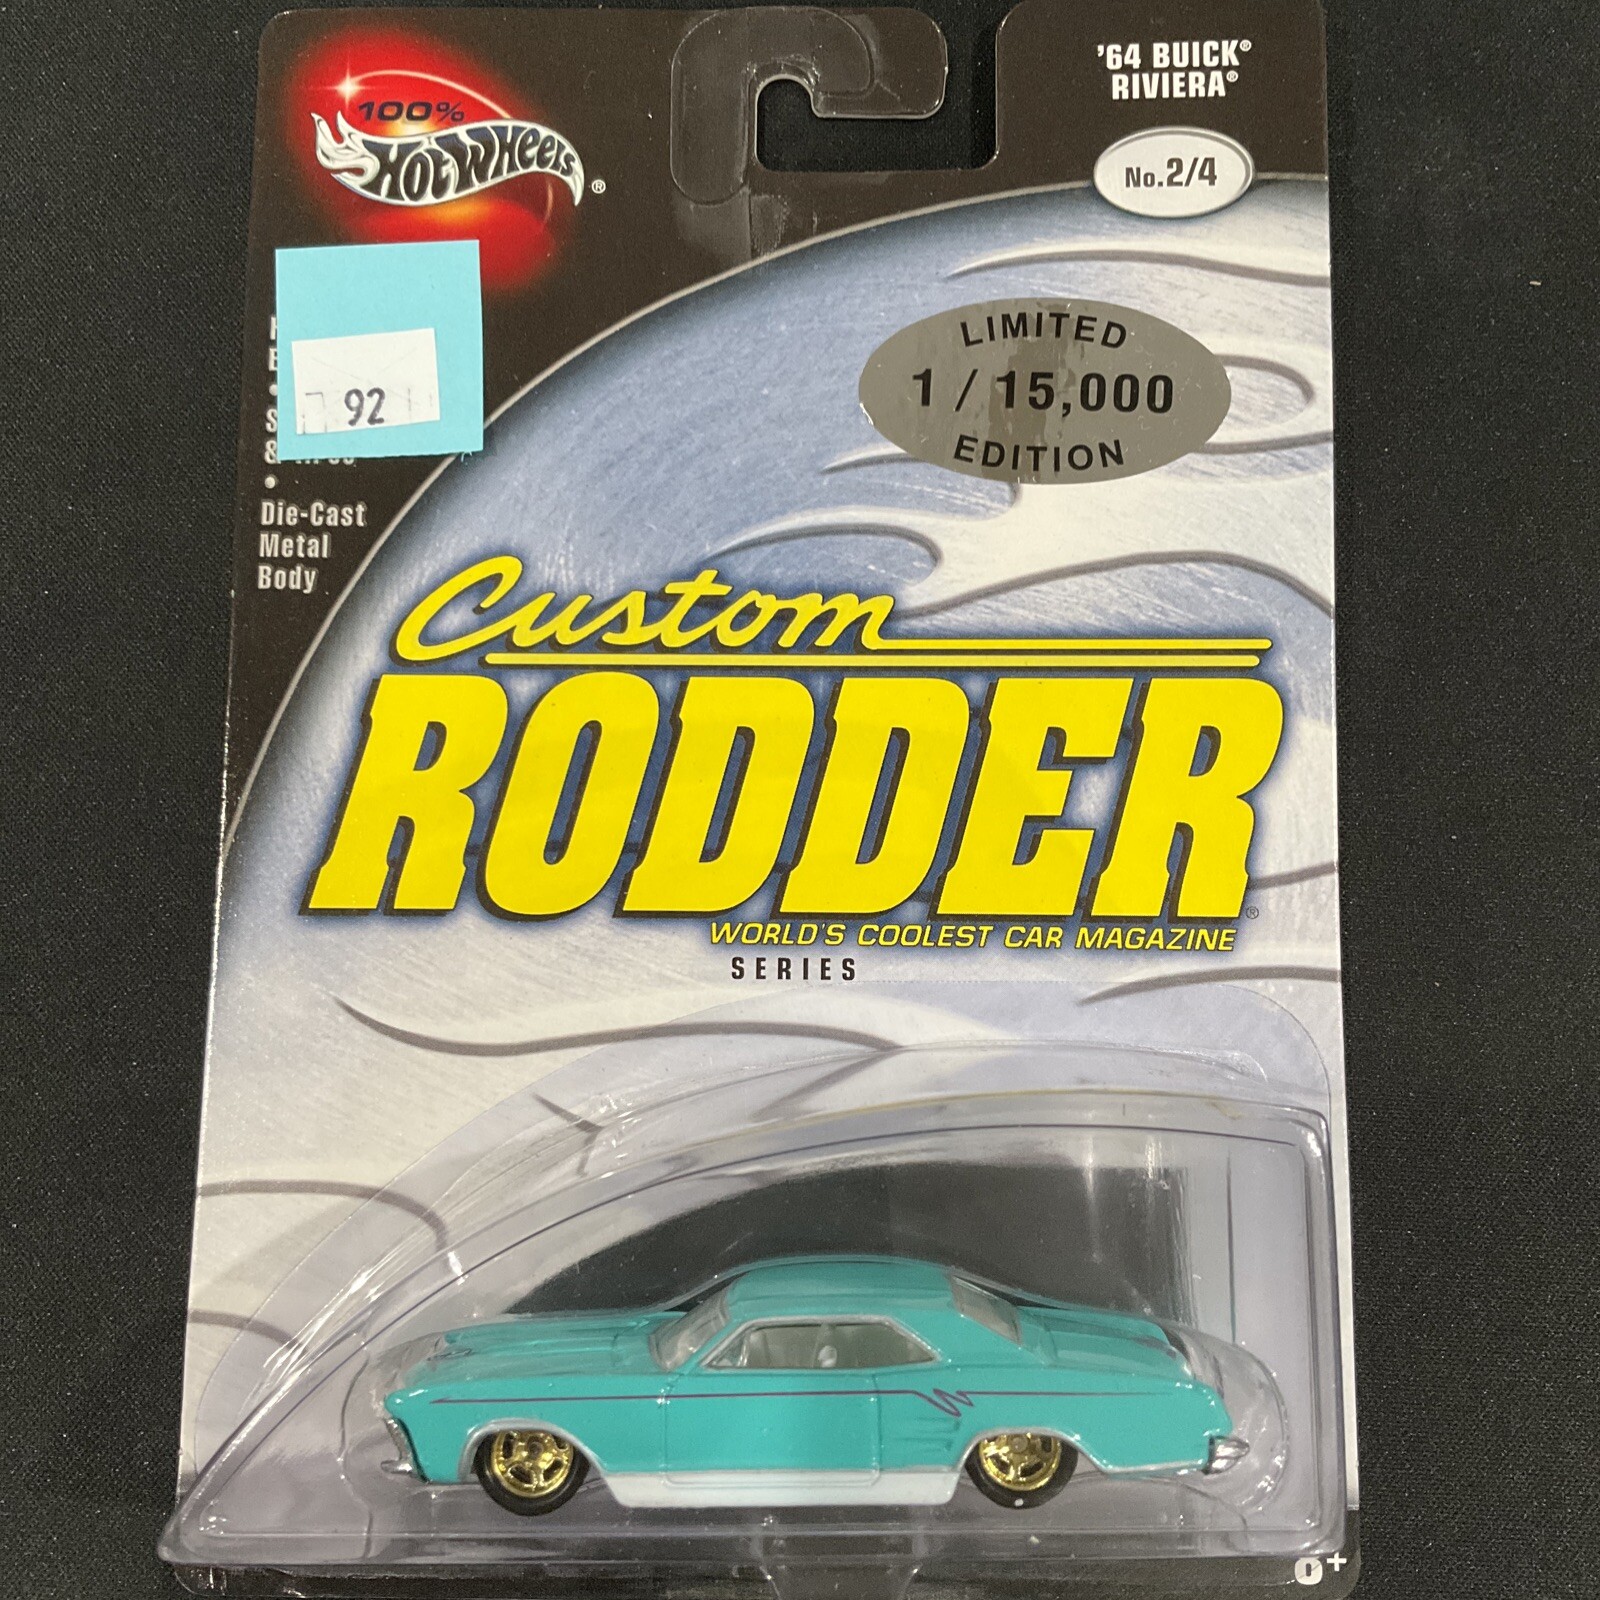 100%
HOT WHEELS®
'64 BUICK®
RIVIERA®
No.2/4
92
LIMITED
1 / 15,000
EDITION
Die-Cast
Metal
Body
Custom
RODDER®
WORLD'S COOLEST CAR MAGAZINE
SERIES
0+